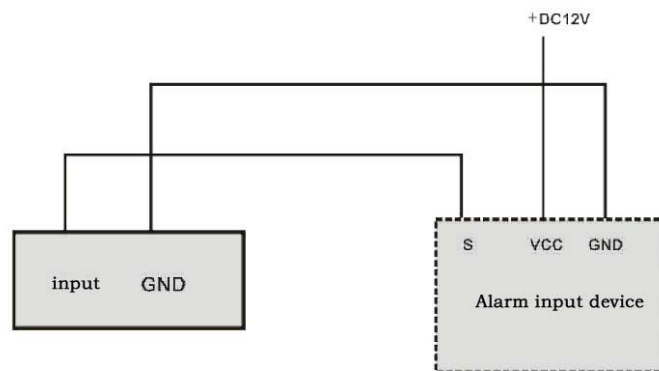 +DC12V
S VCC GND
input GND
Alarm input device